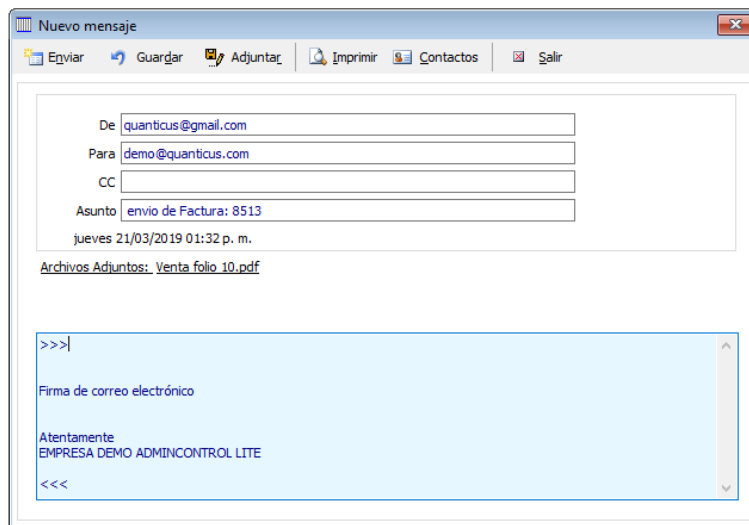 Nuevo mensaje
Enviar Guardar Adjuntar Imprimir Contactos Salir
De quanticus@gmail.com
Para demo@quanticus.com
CC
Asunto envio de Factura: 8513
jueves 21/03/2019 01:32 p. m.
Archivos Adjuntos: Venta folio 10.pdf
>>>
Firma de correo electrónico
Atentamente
EMPRESA DEMO ADMINCONTROL LITE
<<<